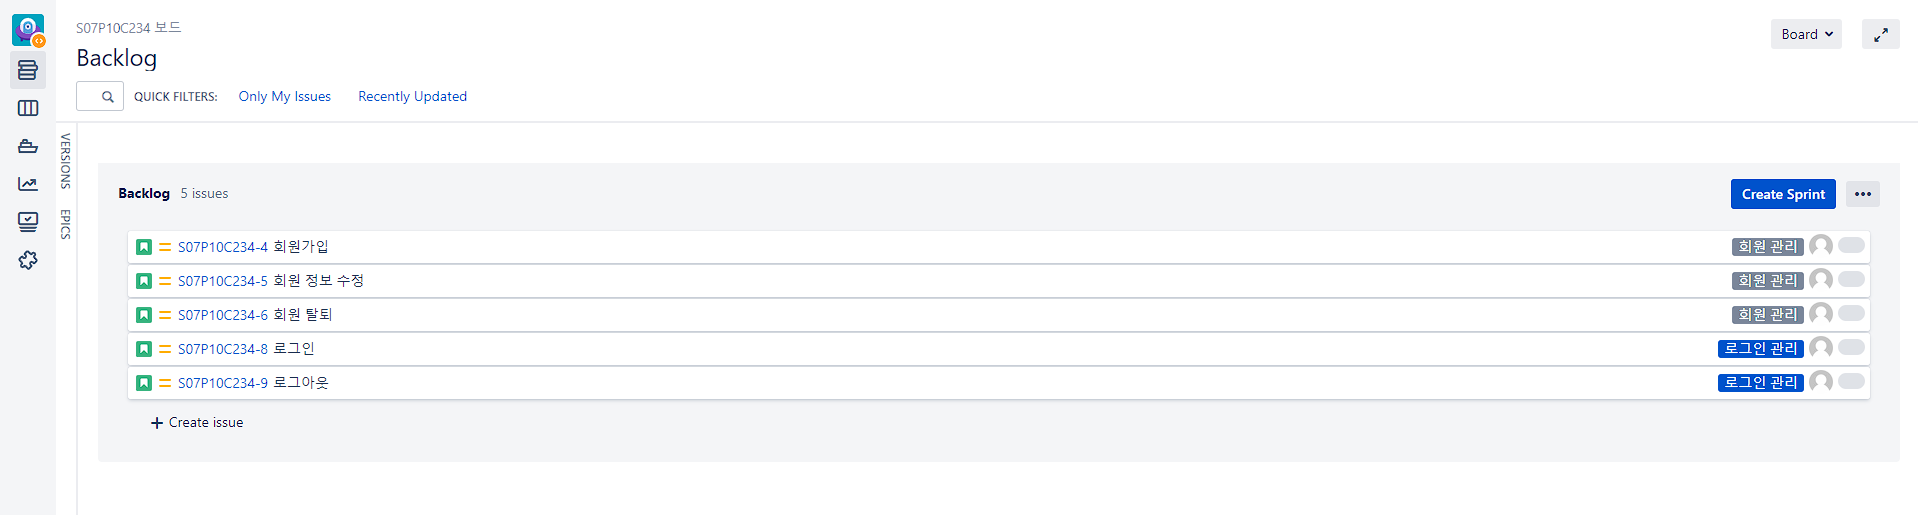 S07P10C234 보드
Backlog
Board
QUICK FILTERS: Only My Issues Recently Updated
VERSIONS
EPICS
Backlog 5 issues
Create Sprint
S07P10C234-4 회원가입 회원 관리
S07P10C234-5 회원 정보 수정 회원 관리
S07P10C234-6 회원 탈퇴 회원 관리
S07P10C234-8 로그인 로그인 관리
S07P10C234-9 로그아웃 로그인 관리
+ Create issue